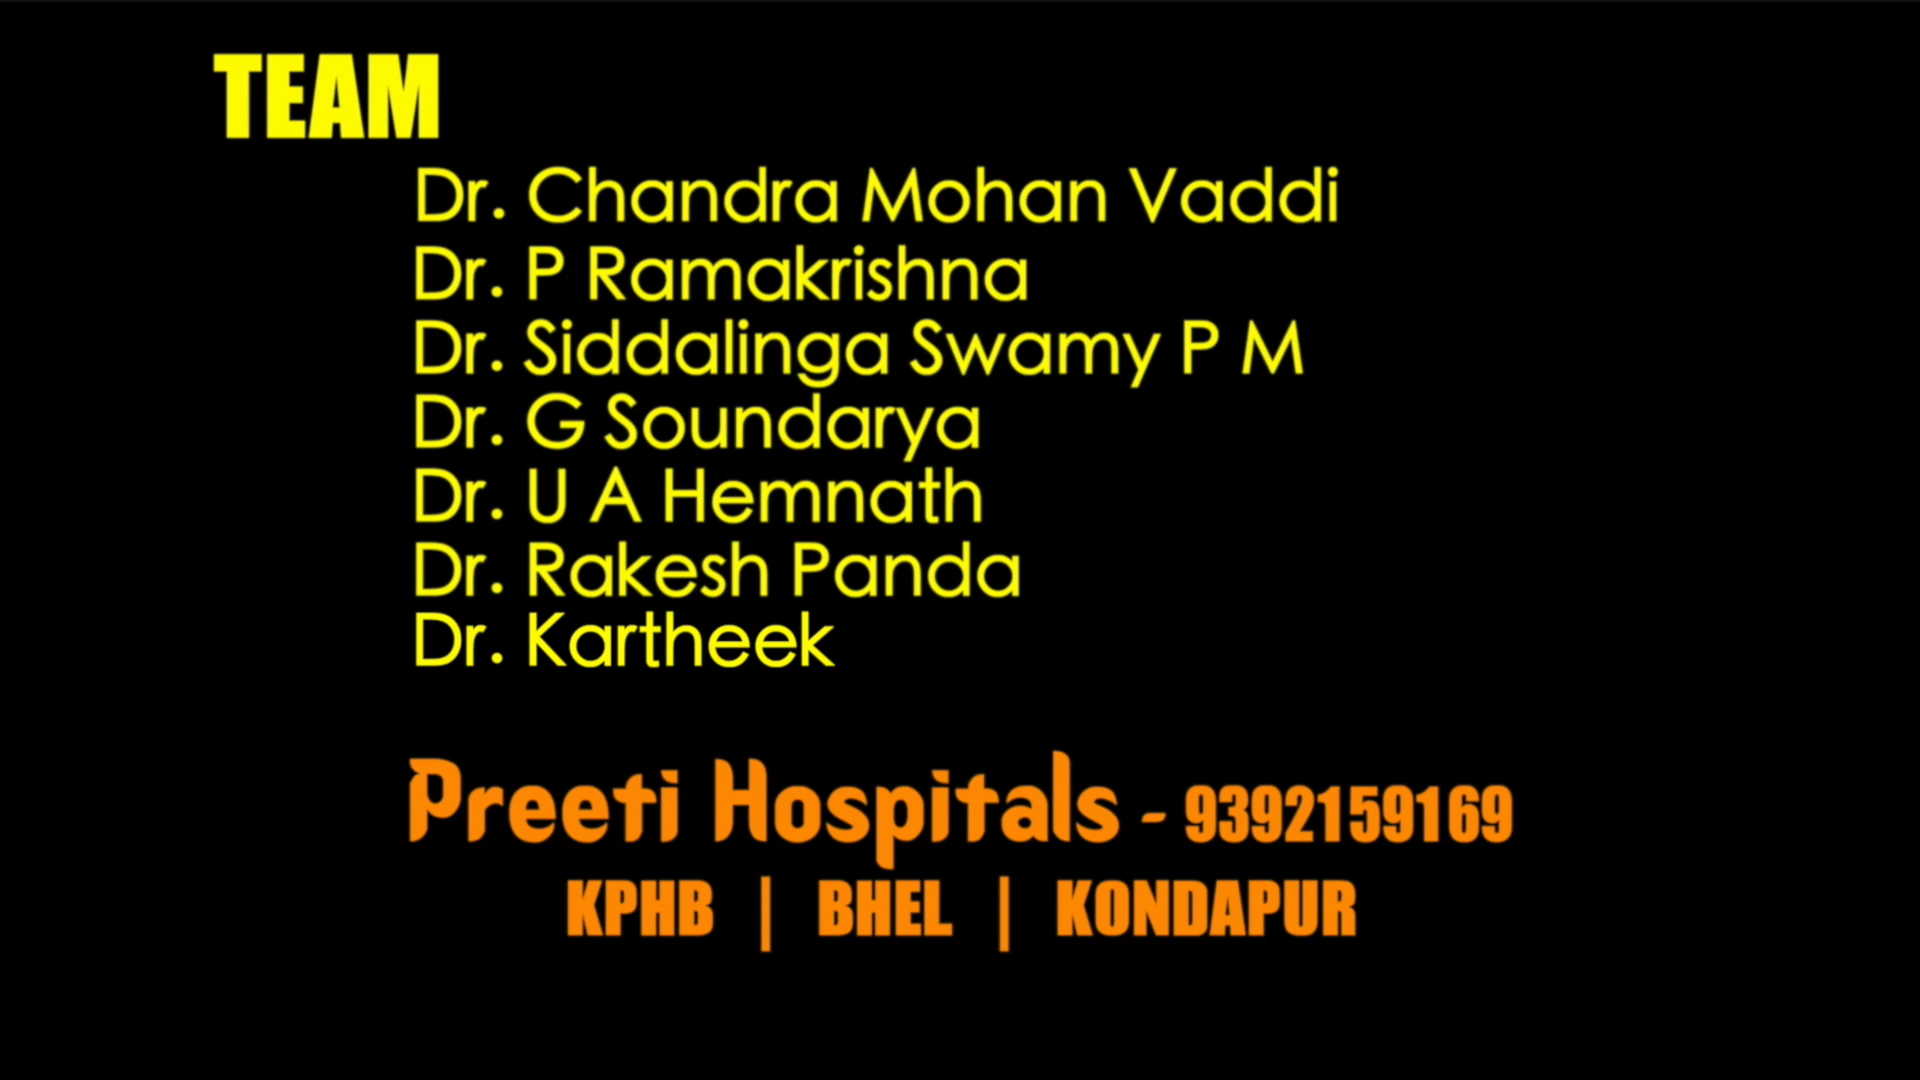 TEAM
Dr. Chandra Mohan Vaddi
Dr. P Ramakrishna
Dr. Siddalinga Swamy P M
Dr. G Soundarya
Dr. U A Hemnath
Dr. Rakesh Panda
Dr. Kartheek
Preeti Hospitals - 9392159169
KPHB | BHEL | KONDAPUR